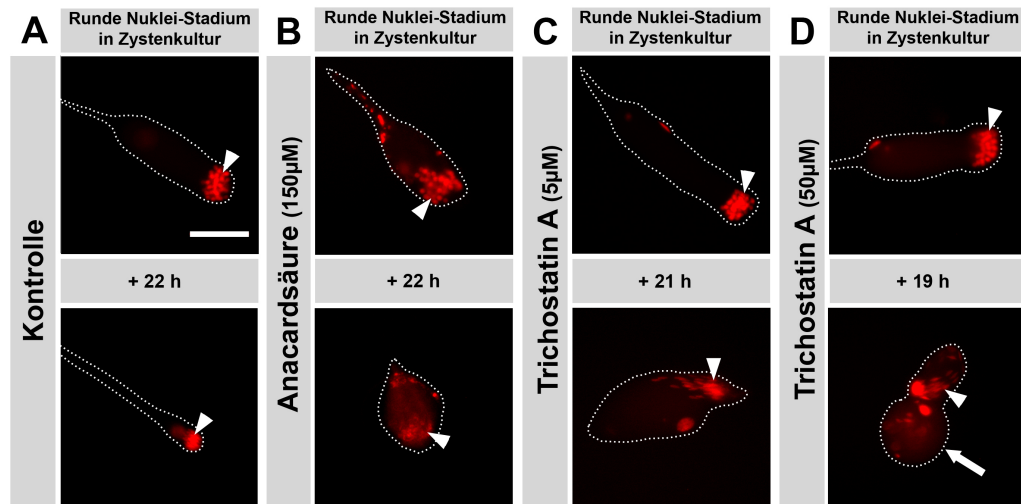 A
Runde Nuklei-Stadium
in Zystenkultur
Kontrolle
+ 22 h
B
Runde Nuklei-Stadium
in Zystenkultur
Anacardsäure (150µM)
+ 22 h
C
Runde Nuklei-Stadium
in Zystenkultur
Trichostatin A (5µM)
+ 21 h
D
Runde Nuklei-Stadium
in Zystenkultur
Trichostatin A (50µM)
+ 19 h